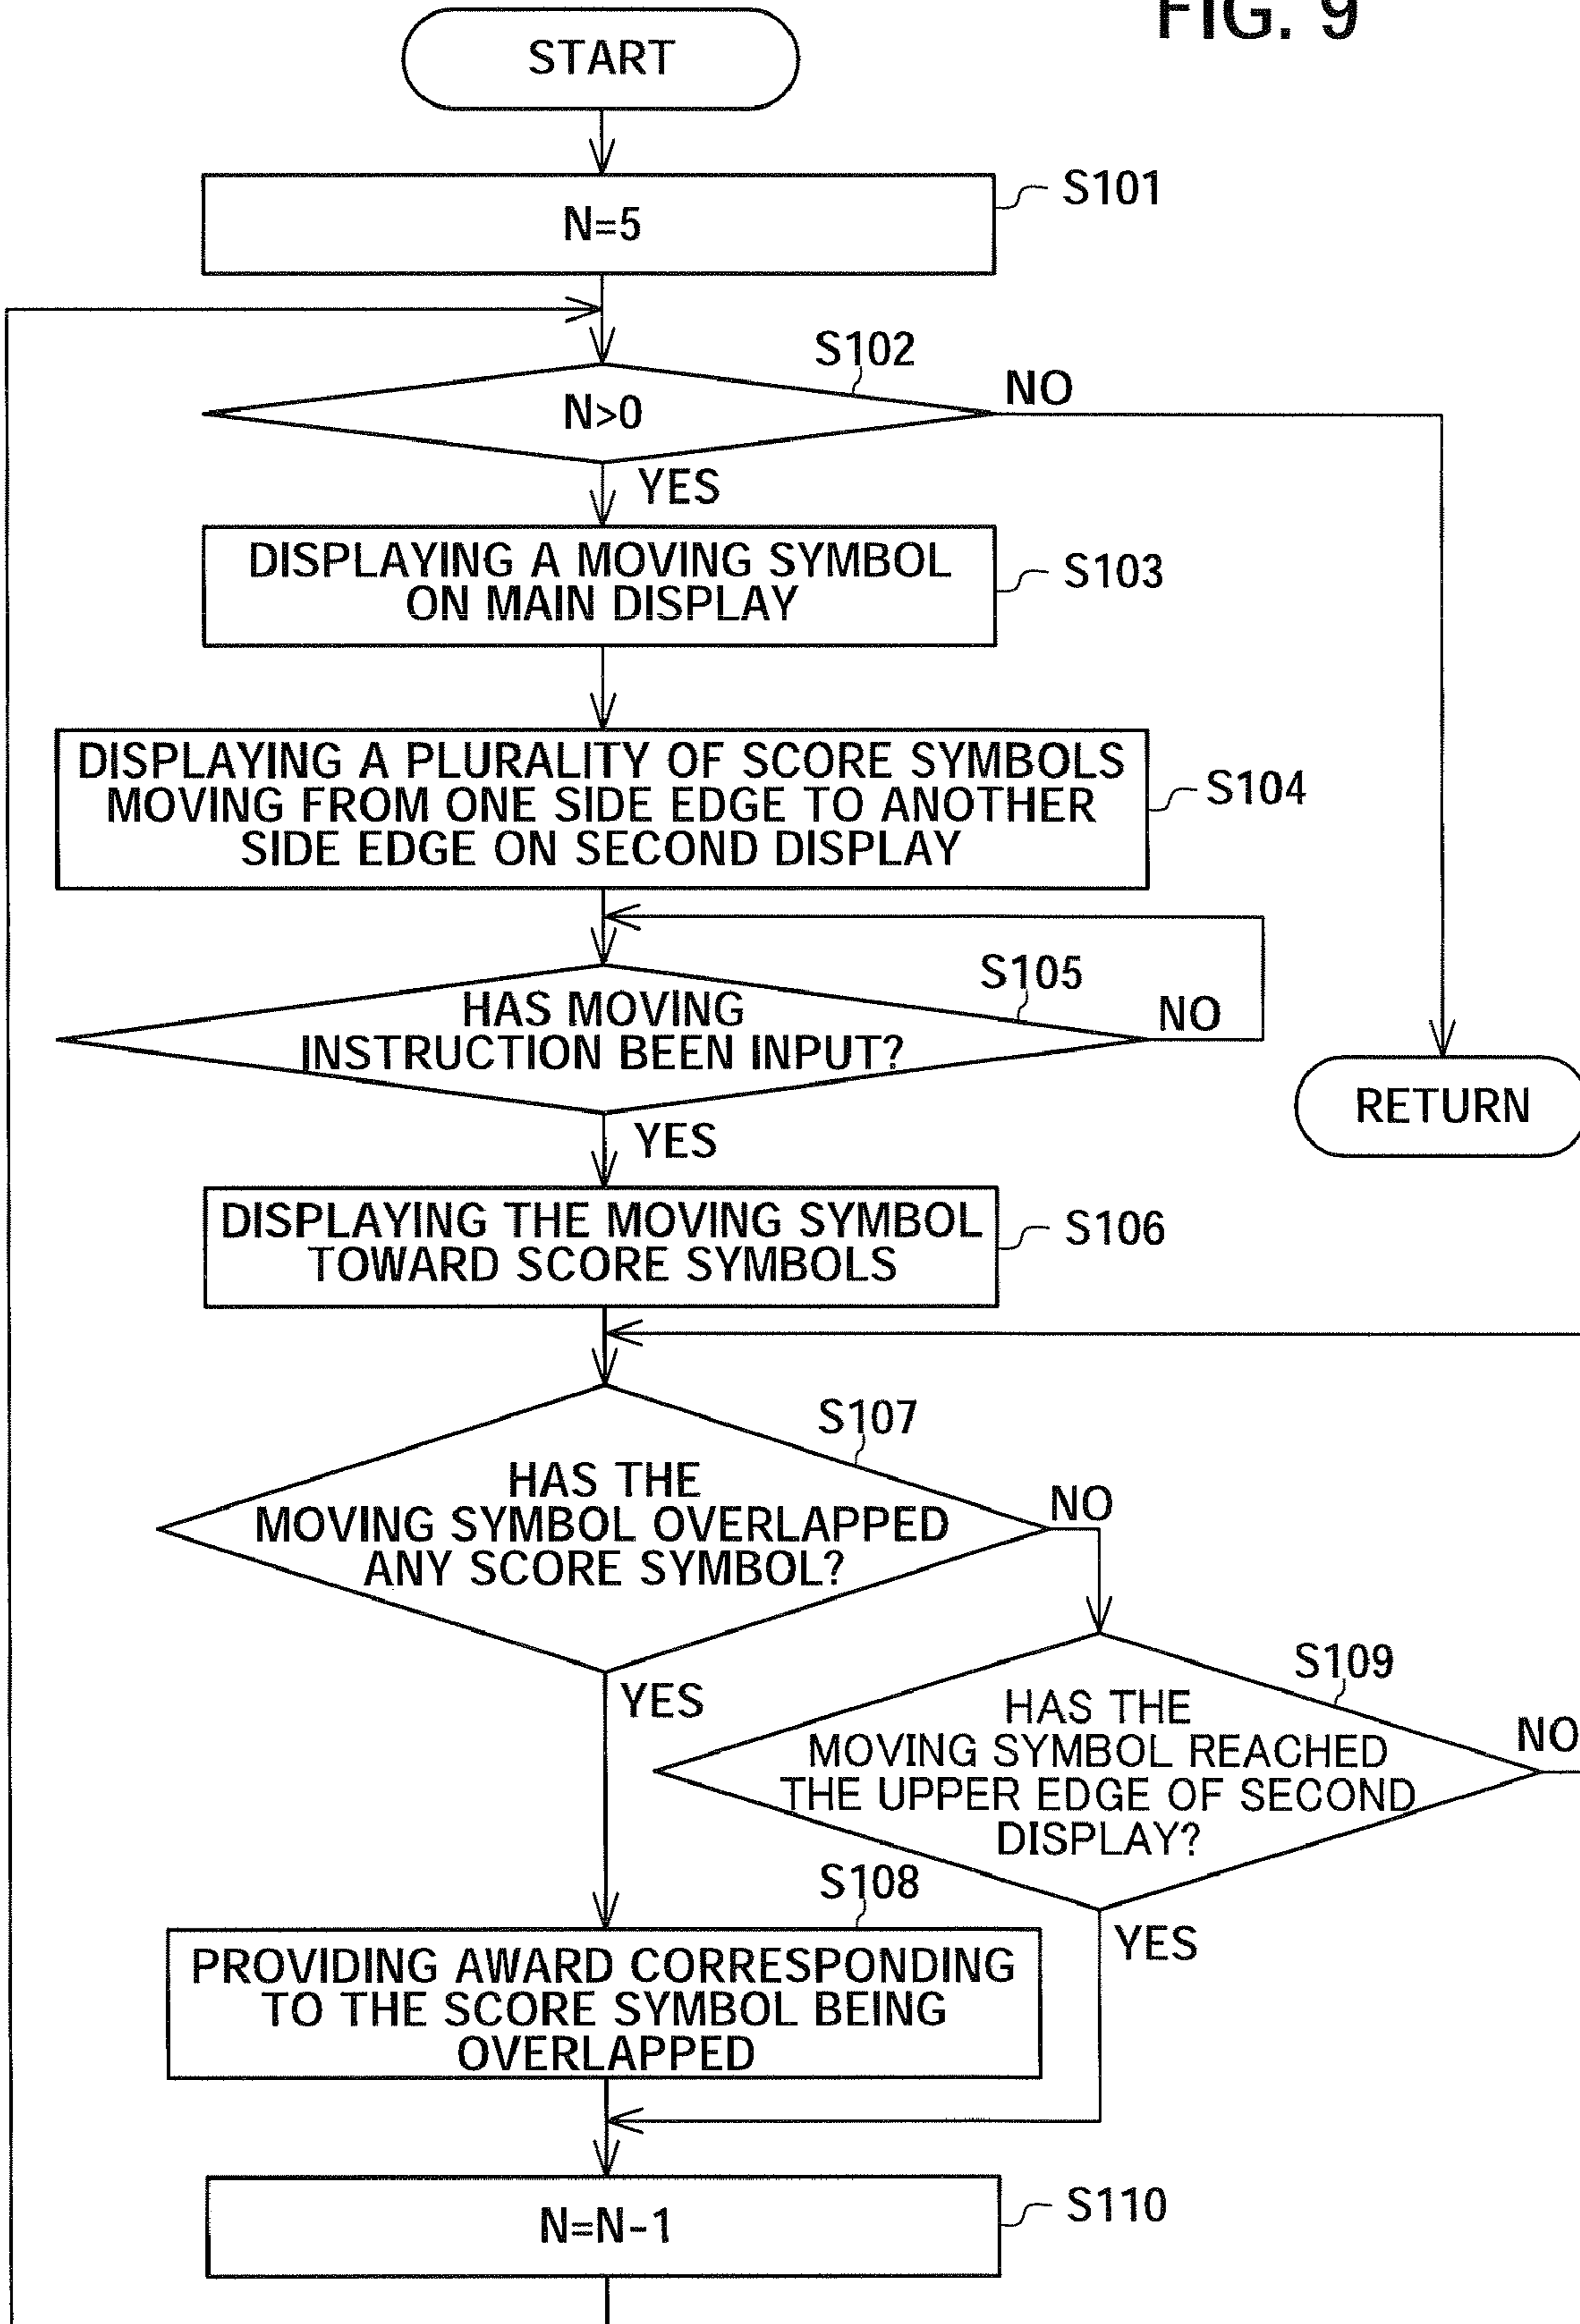 FIG. 9
START
N=5
S101
S102
N>0
NO
YES
DISPLAYING A MOVING SYMBOL
ON MAIN DISPLAY
S103
DISPLAYING A PLURALITY OF SCORE SYMBOLS
MOVING FROM ONE SIDE EDGE TO ANOTHER
SIDE EDGE ON SECOND DISPLAY
S104
S105
HAS MOVING
INSTRUCTION BEEN INPUT?
NO
YES
RETURN
DISPLAYING THE MOVING SYMBOL
TOWARD SCORE SYMBOLS
S106
S107
HAS THE
MOVING SYMBOL OVERLAPPED
ANY SCORE SYMBOL?
NO
YES
S109
HAS THE
MOVING SYMBOL REACHED
THE UPPER EDGE OF SECOND
DISPLAY?
NO
YES
S108
PROVIDING AWARD CORRESPONDING
TO THE SCORE SYMBOL BEING
OVERLAPPED
N=N-1
S110